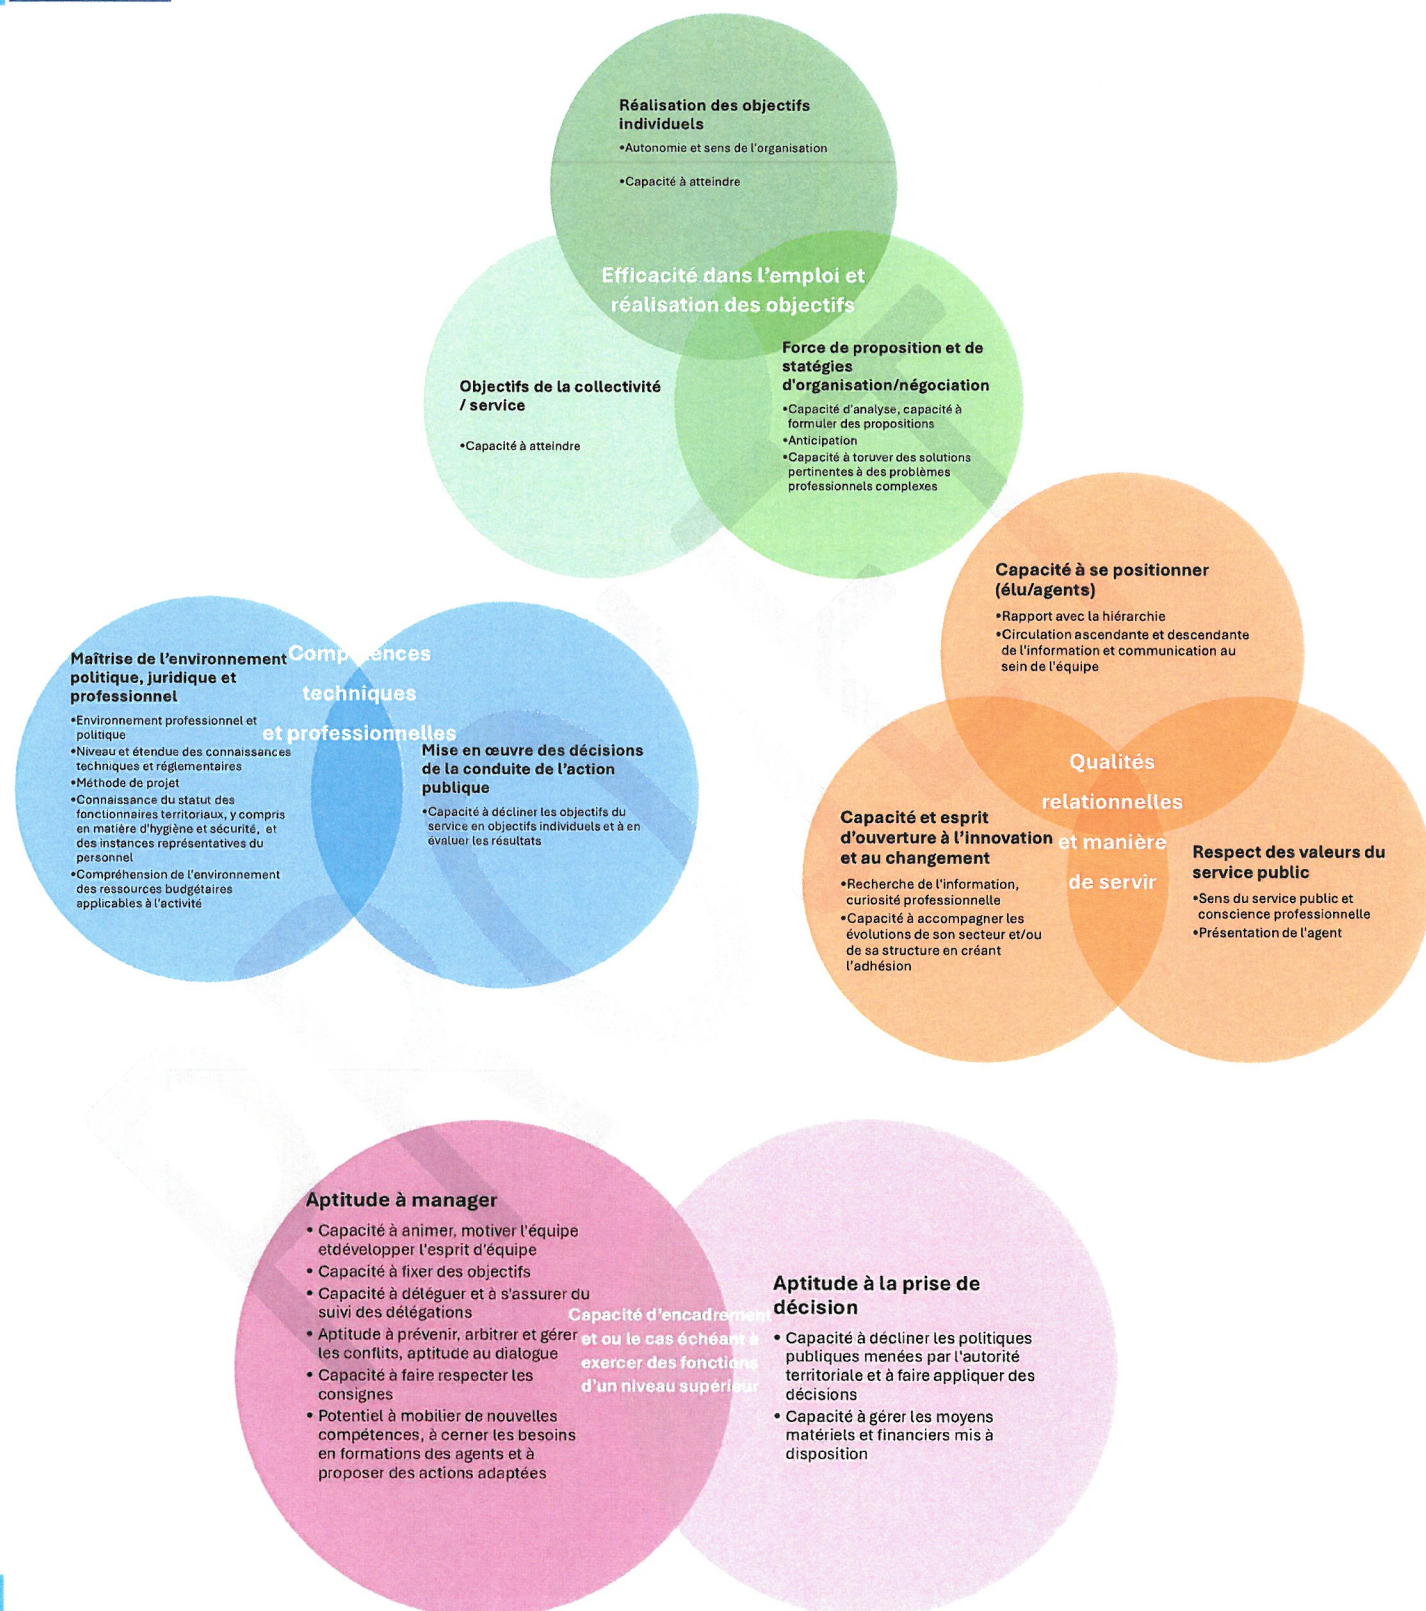 Réalisation des objectifs
individuels
•Autonomie et sens de l'organisation
•Capacité à atteindre
Efficacité dans l'emploi et
réalisation des objectifs
Objectifs de la collectivité
/ service
•Capacité à atteindre
Force de proposition et de
statégies
d'organisation/négociation
•Capacité d'analyse, capacité à
formuler des propositions
•Anticipation
•Capacité à toruver des solutions
pertinentes à des problèmes
professionnels complexes
Capacité à se positionner
(élu/agents)
•Rapport avec la hiérarchie
•Circulation ascendante et descendante
de l'information et communication au
sein de l'équipe
Compétences
techniques
et professionnelles
Maîtrise de l'environnement
politique, juridique et
professionnel
•Environnement professionnel et
politique
•Niveau et étendue des connaissances
techniques et réglementaires
•Méthode de projet
•Connaissance du statut des
fonctionnaires territoriaux, y compris
en matière d'hygiène et sécurité, et
des instances représentatives du
personnel
•Compréhension de l'environnement
des ressources budgétaires
applicables à l'activité
Mise en œuvre des décisions
de la conduite de l'action
publique
•Capacité à décliner les objectifs du
service en objectifs individuels et à en
évaluer les résultats
Qualités
relationnelles
et manière
de servir
Capacité et esprit
d'ouverture à l'innovation
et au changement
•Recherche de l'information,
curiosité professionnelle
•Capacité à accompagner les
évolutions de son secteur et/ou
de sa structure en créant
l'adhésion
Respect des valeurs du
service public
•Sens du service public et
conscience professionnelle
•Présentation de l'agent
Aptitude à manager
• Capacité à animer, motiver l'équipe
etdévelopper l'esprit d'équipe
• Capacité à fixer des objectifs
• Capacité à déléguer et à s'assurer du
suivi des délégations
• Aptitude à prévenir, arbitrer et gérer
les conflits, aptitude au dialogue
• Capacité à faire respecter les
consignes
• Potentiel à mobilier de nouvelles
compétences, à cerner les besoins
en formations des agents et à
proposer des actions adaptées
Capacité d'encadrement
et ou le cas échéant à
exercer des fonctions
d'un niveau supérieur
Aptitude à la prise de
décision
• Capacité à décliner les politiques
publiques menées par l'autorité
territoriale et à faire appliquer des
décisions
• Capacité à gérer les moyens
matériels et financiers mis à
disposition